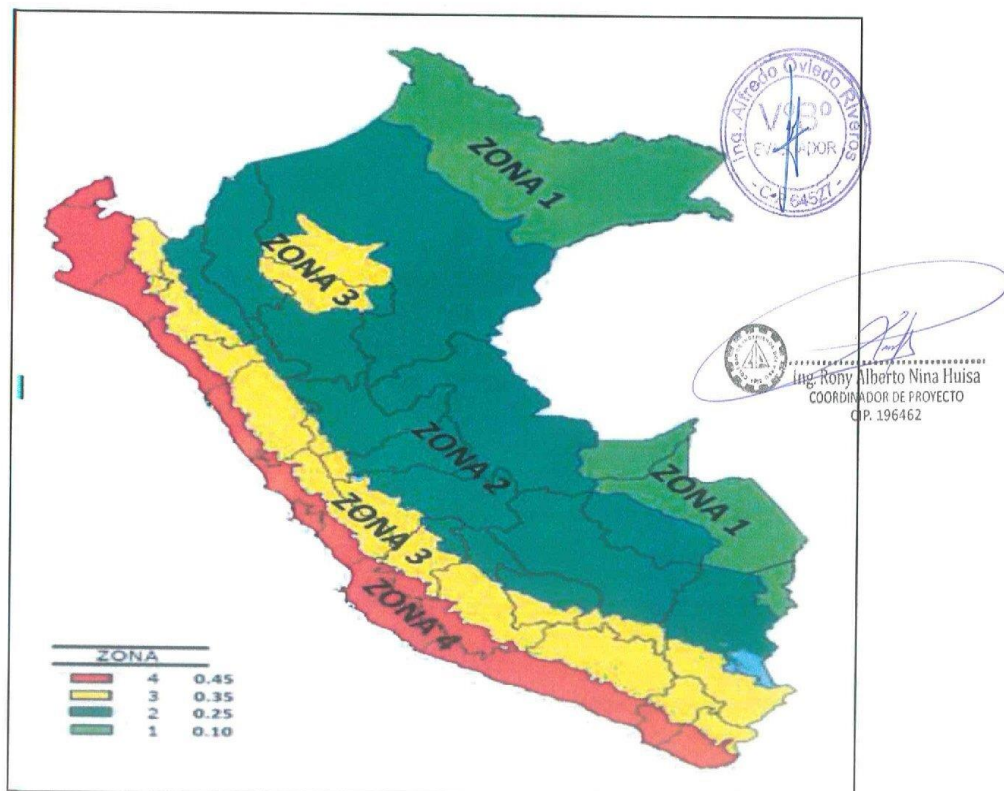 ZONA 1
ZONA 3
ZONA 2
ZONA 1
ZONA 3
ZONA 4
ZONA
4 0.45
3 0.35
2 0.25
1 0.10
Ing. Alfredo Oviedo Riveros
VºBº
EVALUADOR
Ing. Rony Alberto Nina Huisa
COORDINADOR DE PROYECTO
CIP. 196462